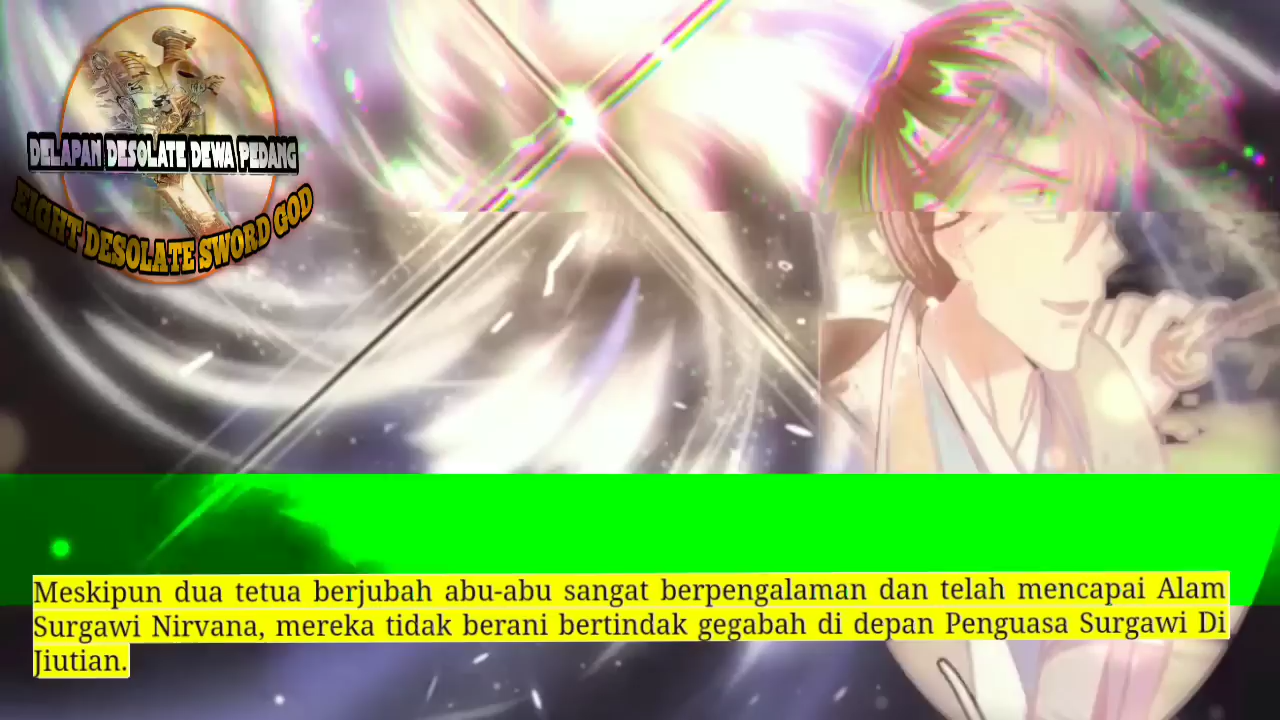 DELAPAN DESOLATE DEWA PEDANG
EIGHT DESOLATE SWORD GOD
Meskipun dua tetua berjubah abu-abu sangat berpengalaman dan telah mencapai Alam
Surgawi Nirvana, mereka tidak berani bertindak gegabah di depan Penguasa Surgawi Di
Jiutian.